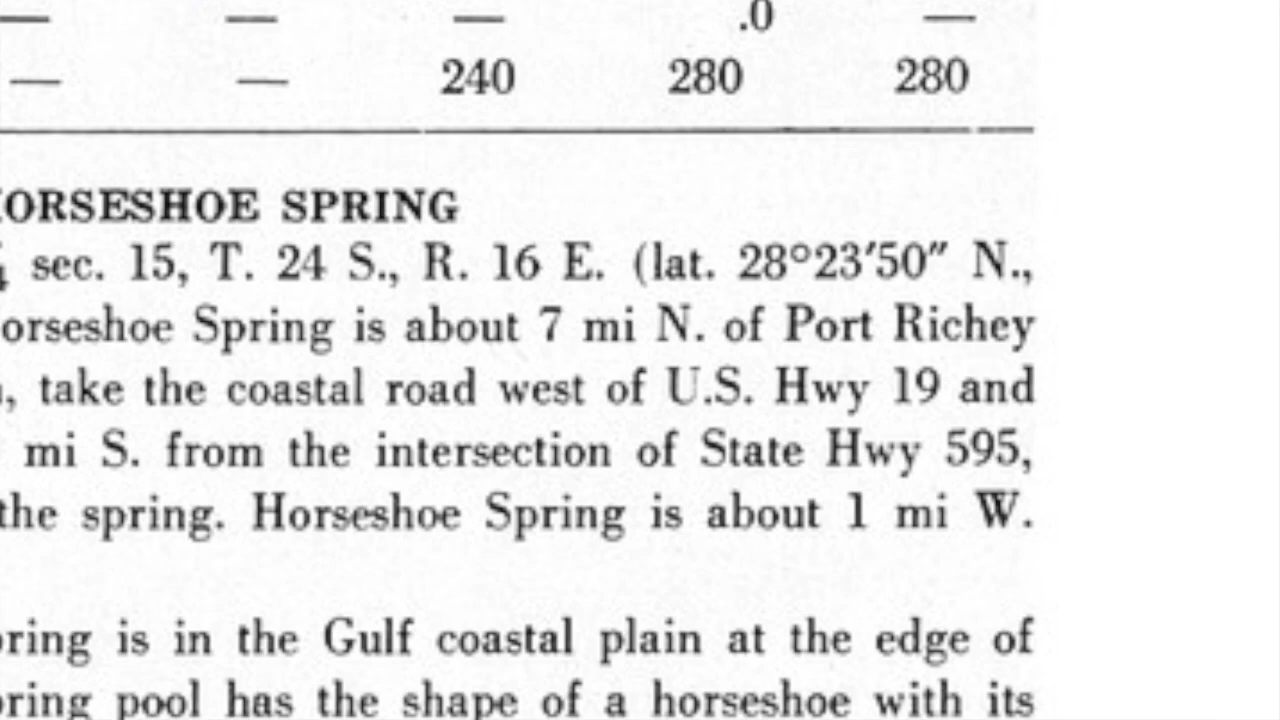 — — — .0 —
— — 240 280 280
ORSESHOE SPRING
sec. 15, T. 24 S., R. 16 E. (lat. 28°23′50″ N.,
orseshoe Spring is about 7 mi N. of Port Richey
, take the coastal road west of U.S. Hwy 19 and
mi S. from the intersection of State Hwy 595,
the spring. Horseshoe Spring is about 1 mi W.
ring is in the Gulf coastal plain at the edge of
ring pool has the shape of a horseshoe with its